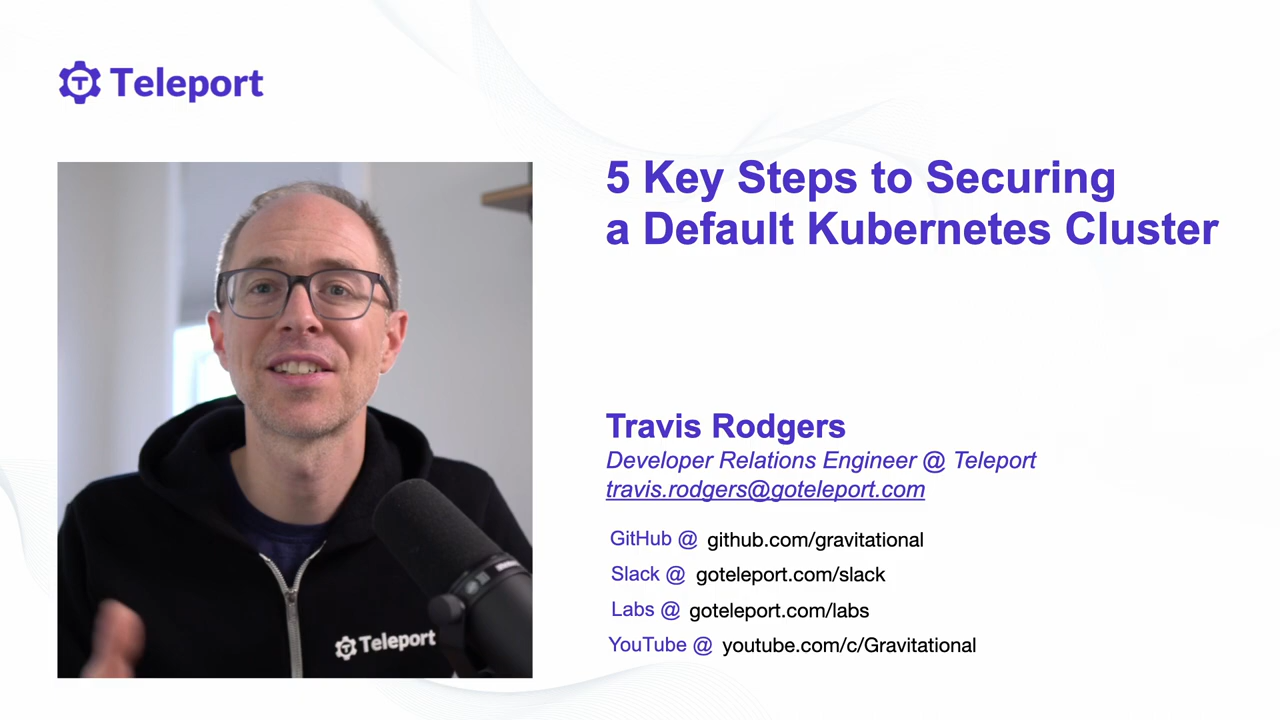 Teleport
5 Key Steps to Securing
a Default Kubernetes Cluster
Travis Rodgers
Developer Relations Engineer @ Teleport
travis.rodgers@goteleport.com
GitHub @ github.com/gravitational
Slack @ goteleport.com/slack
Labs @ goteleport.com/labs
YouTube @ youtube.com/c/Gravitational
Teleport